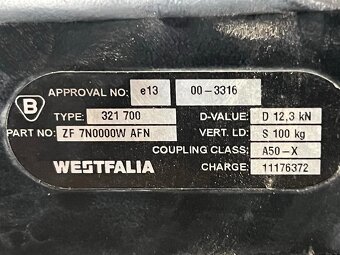 APPROVAL NO.: e13 00-3316
B
TYPE: 321 700 D-VALUE: D 12,3 kN
PART NO: ZF 7N0000W AFN VERT. LD: S 100 kg
COUPLING CLASS: A50-X
WESTFALIA CHARGE: 11176372